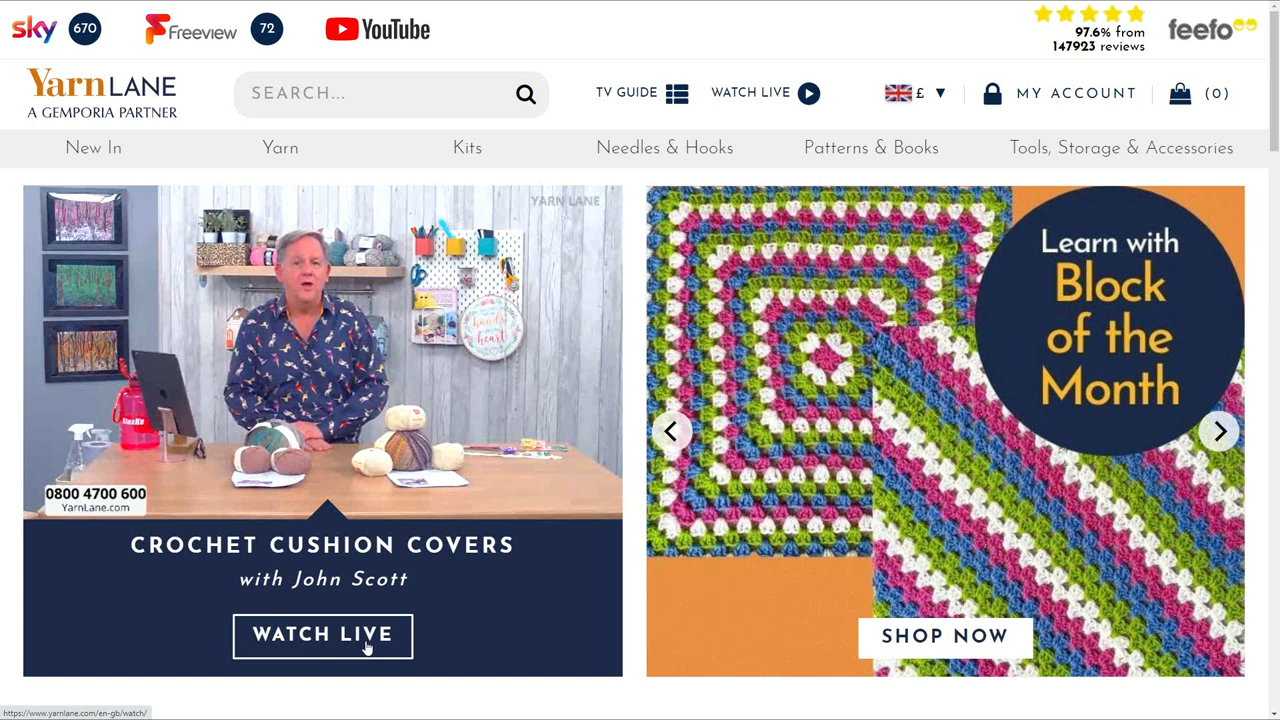 sky 670 Freeview 72 YouTube
97.6% from
147923 reviews
feefo
Yarn LANE
A GEMPORIA PARTNER
SEARCH...
TV GUIDE WATCH LIVE £ ▼ MY ACCOUNT (0)
New In Yarn Kits Needles & Hooks Patterns & Books Tools, Storage & Accessories
YARN LANE
hands
heart
0800 4700 600
YarnLane.com
CROCHET CUSHION COVERS
with John Scott
WATCH LIVE
Learn with
Block
of the
Month
SHOP NOW
https://www.yarnlane.com/en-gb/watch/